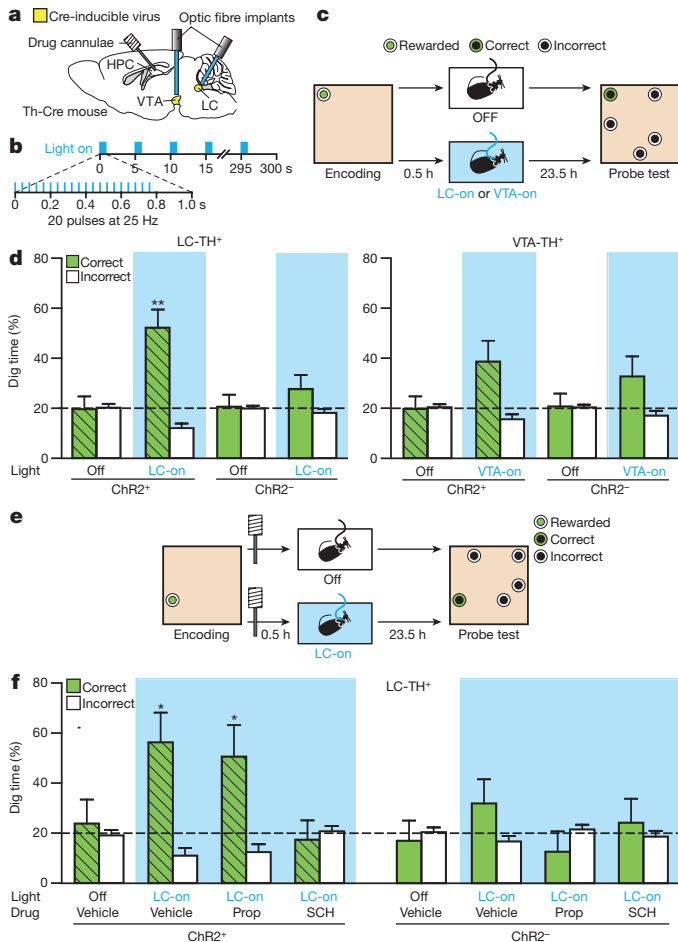 a
Cre-inducible virus
Optic fibre implants
Drug cannulae
HPC
VTA
LC
Th-Cre mouse
b
Light on
0 5 10 15 295 300 s
0 0.2 0.4 0.6 0.8 1.0 s
20 pulses at 25 Hz
c
Rewarded Correct Incorrect
OFF
Encoding 0.5 h 23.5 h Probe test
LC-on or VTA-on
d
LC-TH+ VTA-TH+
Correct
Incorrect
Dig time (%)
80
60
40
20
0
**
Light Off LC-on Off LC-on
ChR2+ ChR2−
80
60
40
20
0
Off VTA-on Off VTA-on
ChR2+ ChR2−
e
Rewarded
Correct
Incorrect
Off
Encoding 0.5 h 23.5 h Probe test
LC-on
f
LC-TH+
Correct
Incorrect
Dig time (%)
80
60
40
20
0
* *
Light Off LC-on LC-on LC-on Off LC-on LC-on LC-on
Drug Vehicle Vehicle Prop SCH Vehicle Vehicle Prop SCH
ChR2+ ChR2−